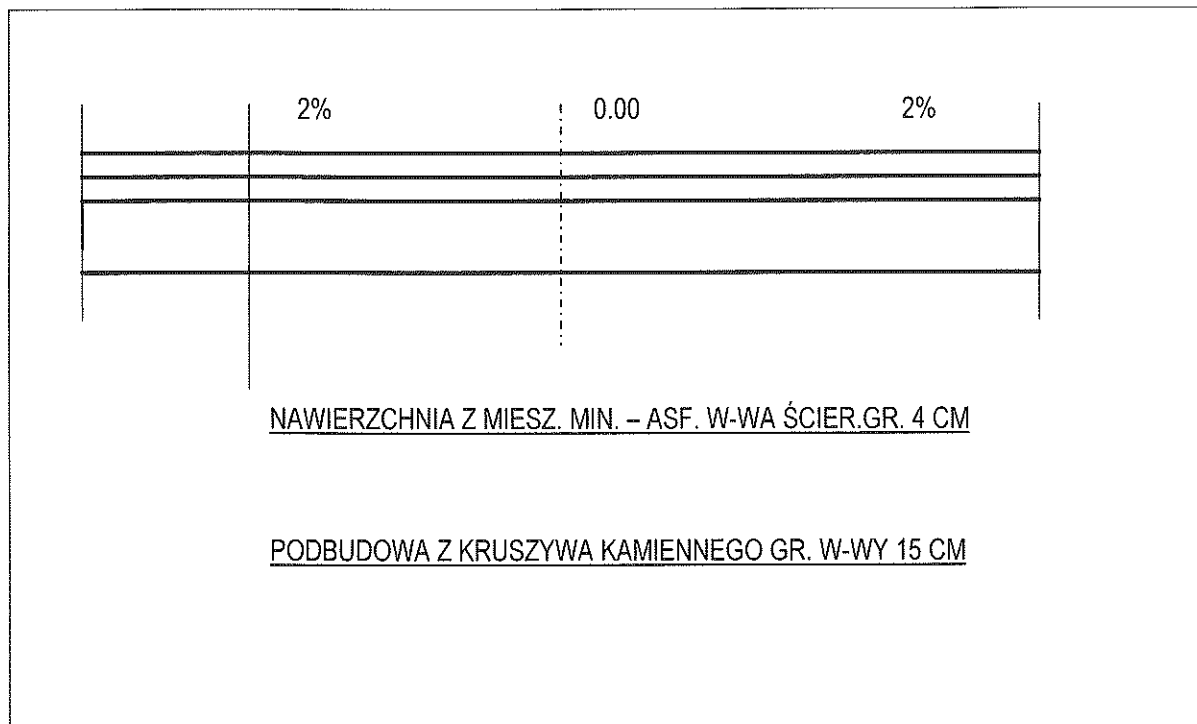 2% 0.00 2%
NAWIERZCHNIA Z MIESZ. MIN. – ASF. W-WA ŚCIER.GR. 4 CM
PODBUDOWA Z KRUSZYWA KAMIENNEGO GR. W-WY 15 CM